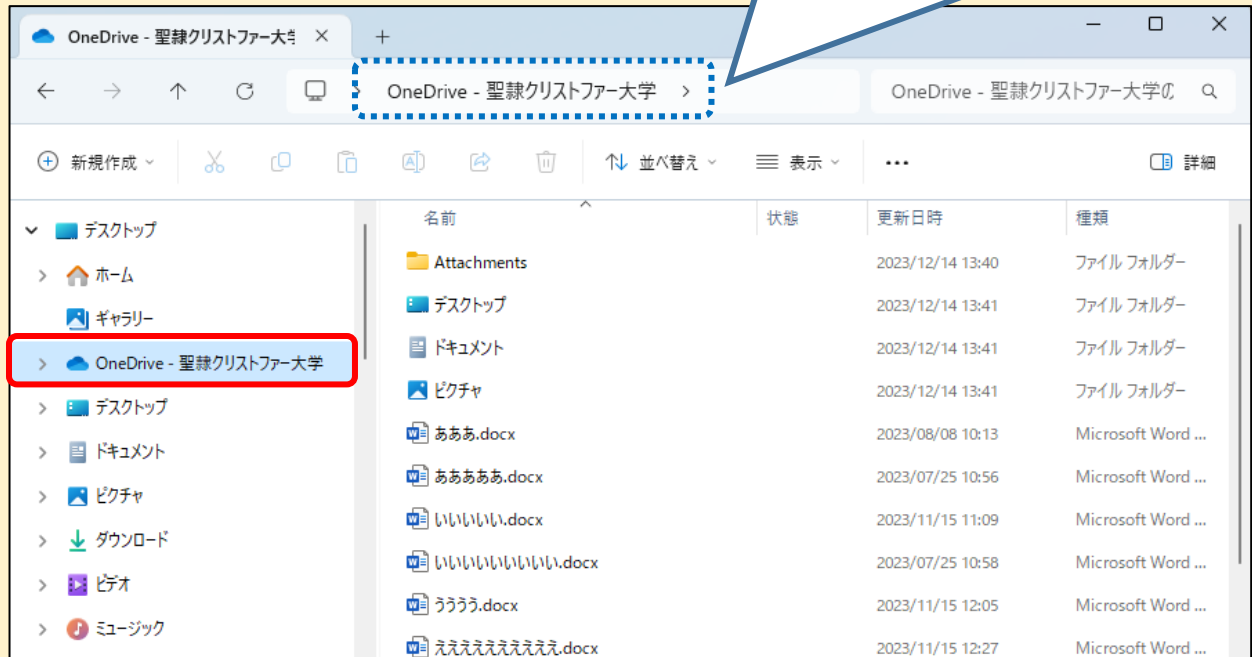 OneDrive - 聖隷クリストファー大学
OneDrive - 聖隷クリストファー大学 OneDrive - 聖隷クリストファー大学の
新規作成 並べ替え 表示 ... 詳細
名前 状態 更新日時 種類
デスクトップ
Attachments 2023/12/14 13:40 ファイル フォルダー
ホーム
デスクトップ 2023/12/14 13:41 ファイル フォルダー
ギャラリー
ドキュメント 2023/12/14 13:41 ファイル フォルダー
OneDrive - 聖隷クリストファー大学
ピクチャ 2023/12/14 13:41 ファイル フォルダー
デスクトップ
あああ.docx 2023/08/08 10:13 Microsoft Word ...
ドキュメント
あああああ.docx 2023/07/25 10:56 Microsoft Word ...
ピクチャ
いいいいい.docx 2023/11/15 11:09 Microsoft Word ...
ダウンロード
いいいいいいいいい.docx 2023/07/25 10:58 Microsoft Word ...
ビデオ
うううう.docx 2023/11/15 12:05 Microsoft Word ...
ミュージック
ええええええええええ.docx 2023/11/15 12:27 Microsoft Word ...